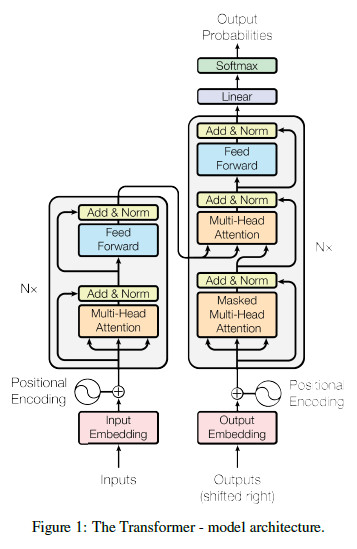 Output
Probabilities
Softmax
Linear
Add & Norm
Feed
Forward
Add & Norm
Multi-Head
Attention
Add & Norm
Masked
Multi-Head
Attention
N×
Add & Norm
Feed
Forward
N×
Add & Norm
Multi-Head
Attention
Positional
Encoding
Positional
Encoding
Input
Embedding
Output
Embedding
Inputs
Outputs
(shifted right)
Figure 1: The Transformer - model architecture.